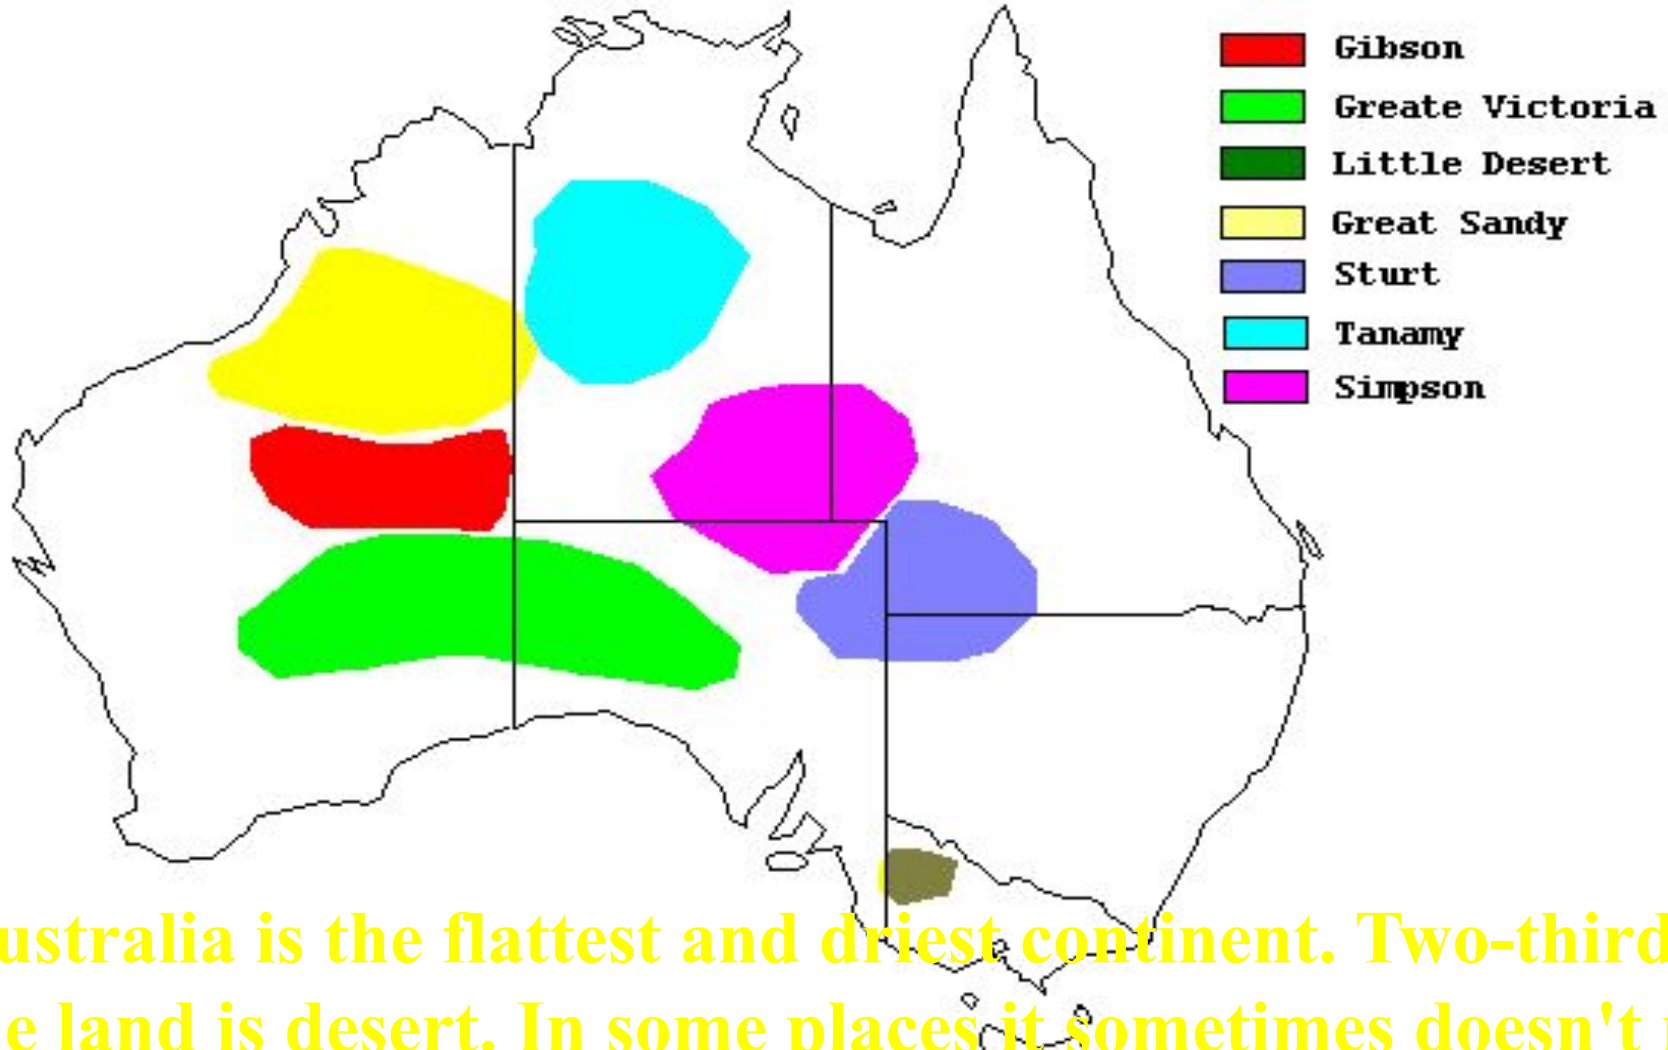 Gibson
Greate Victoria
Little Desert
Great Sandy
Sturt
Tanamy
Simpson
ustralia is the flattest and driest continent. Two-third
e land is desert. In some places it sometimes doesn't